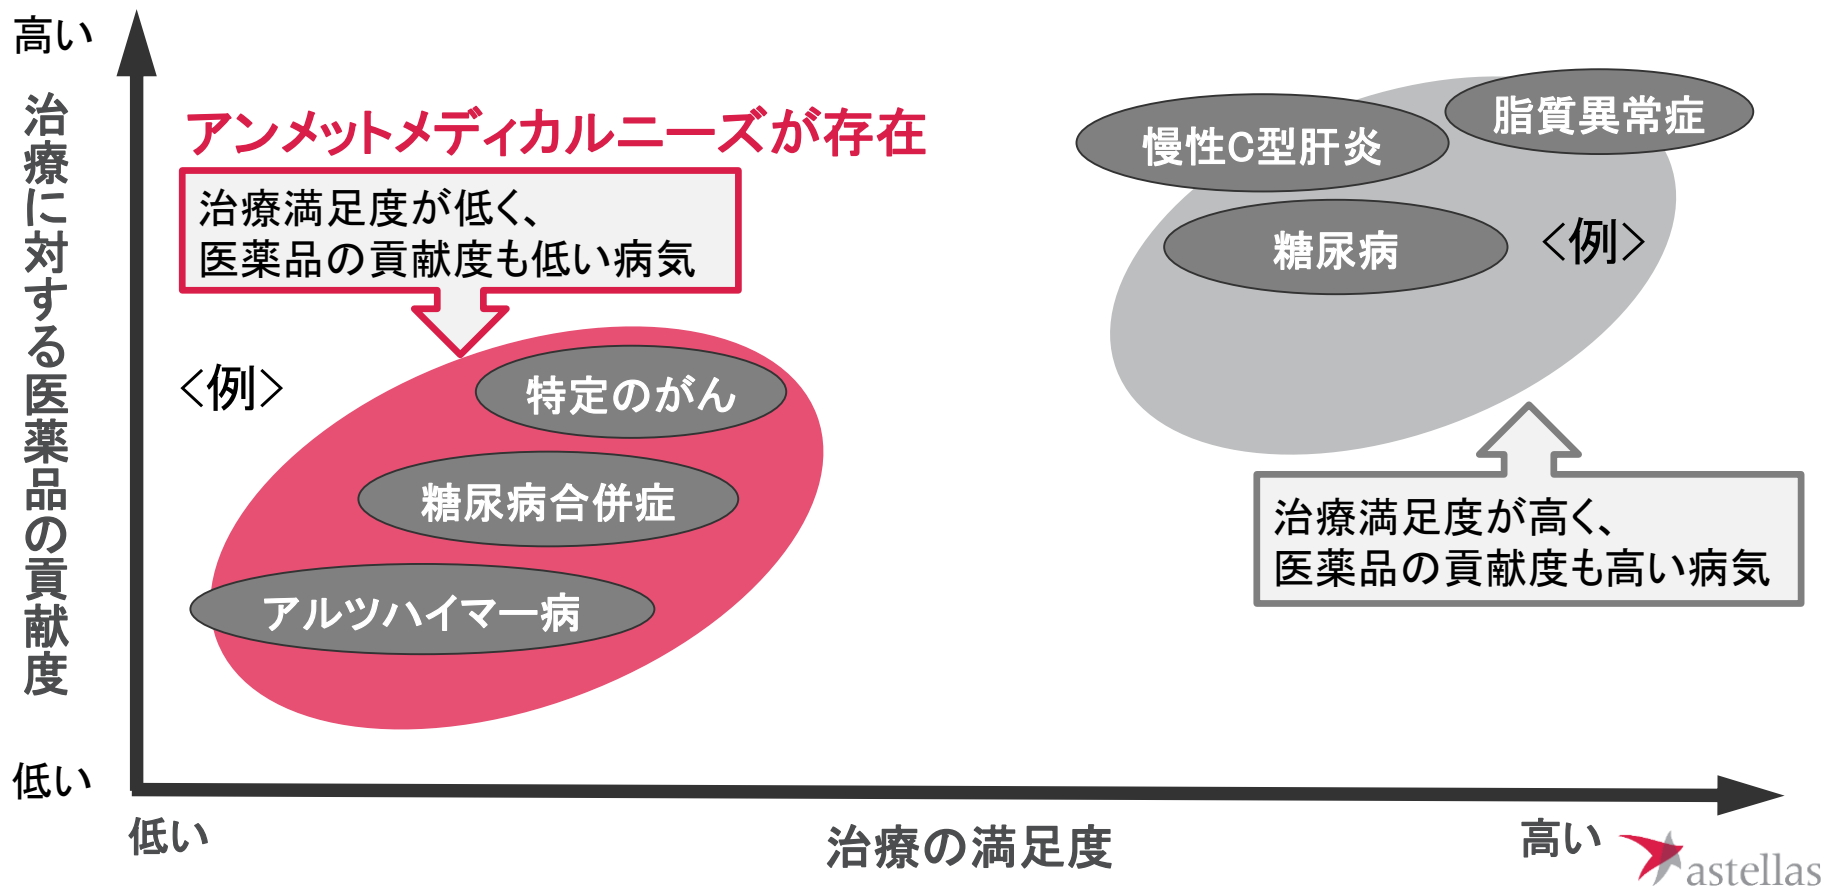 高い
治療に対する医薬品の貢献度
低い
アンメットメディカルニーズが存在
治療満足度が低く、
医薬品の貢献度も低い病気
<例>
特定のがん
糖尿病合併症
アルツハイマー病
慢性C型肝炎
脂質異常症
糖尿病
<例>
治療満足度が高く、
医薬品の貢献度も高い病気
低い
治療の満足度
高い
astellas